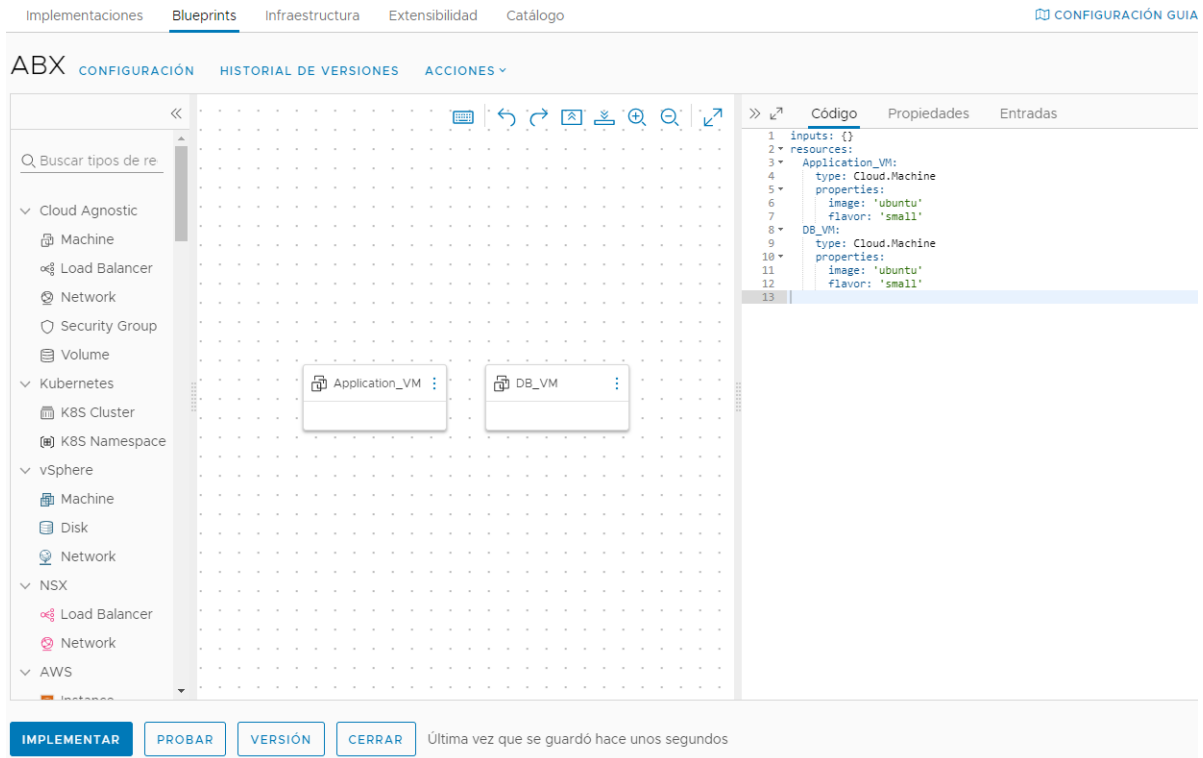 Implementaciones Blueprints Infraestructura Extensibilidad Catálogo CONFIGURACIÓN GUIA
ABX CONFIGURACIÓN HISTORIAL DE VERSIONES ACCIONES
Buscar tipos de re
Cloud Agnostic
Machine
Load Balancer
Network
Security Group
Volume
Kubernetes
K8S Cluster
K8S Namespace
vSphere
Machine
Disk
Network
NSX
Load Balancer
Network
AWS
Instance
Application_VM
DB_VM
Código Propiedades Entradas
1 inputs: {}
2 resources:
3 Application_VM:
4 type: Cloud.Machine
5 properties:
6 image: 'ubuntu'
7 flavor: 'small'
8 DB_VM:
9 type: Cloud.Machine
10 properties:
11 image: 'ubuntu'
12 flavor: 'small'
13
IMPLEMENTAR PROBAR VERSIÓN CERRAR Última vez que se guardó hace unos segundos